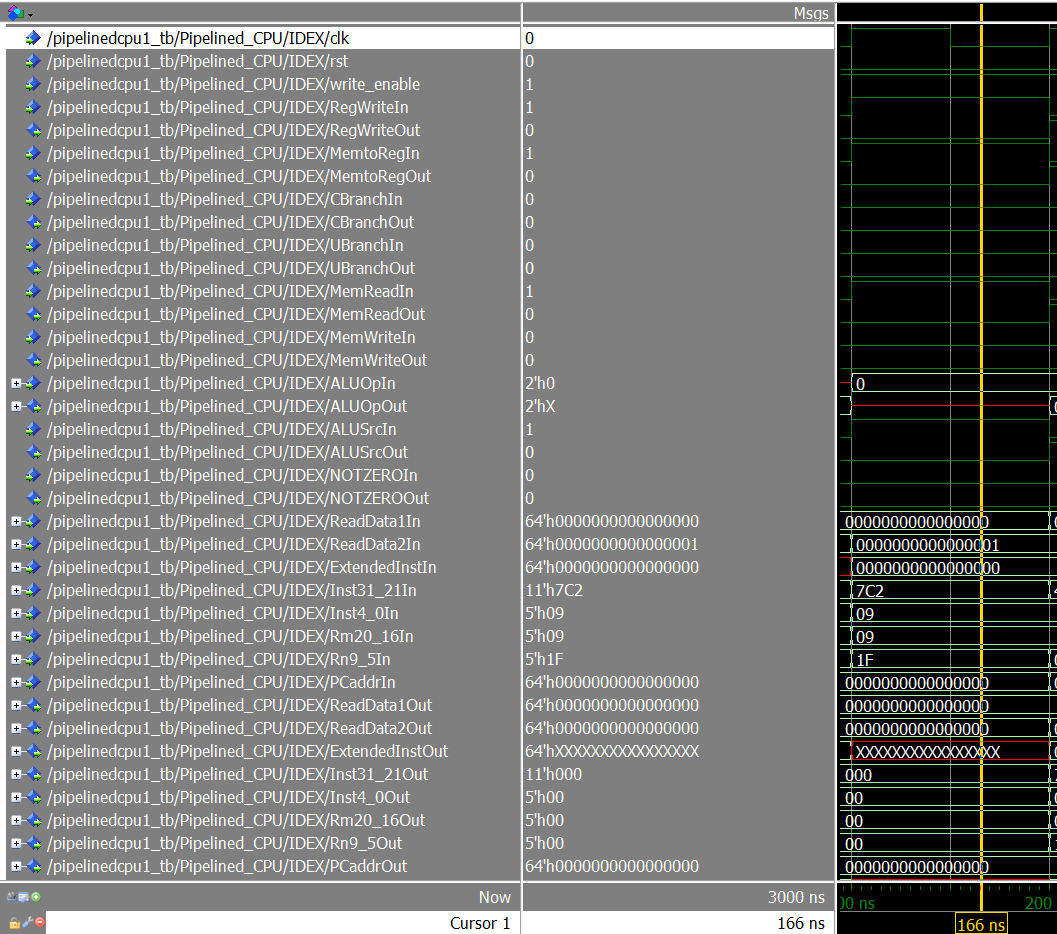 Msgs
/pipelinedcpu1_tb/Pipelined_CPU/IDEX/clk 0
/pipelinedcpu1_tb/Pipelined_CPU/IDEX/rst 0
/pipelinedcpu1_tb/Pipelined_CPU/IDEX/write_enable 1
/pipelinedcpu1_tb/Pipelined_CPU/IDEX/RegWriteIn 1
/pipelinedcpu1_tb/Pipelined_CPU/IDEX/RegWriteOut 0
/pipelinedcpu1_tb/Pipelined_CPU/IDEX/MemtoRegIn 1
/pipelinedcpu1_tb/Pipelined_CPU/IDEX/MemtoRegOut 0
/pipelinedcpu1_tb/Pipelined_CPU/IDEX/CBranchIn 0
/pipelinedcpu1_tb/Pipelined_CPU/IDEX/CBranchOut 0
/pipelinedcpu1_tb/Pipelined_CPU/IDEX/UBranchIn 0
/pipelinedcpu1_tb/Pipelined_CPU/IDEX/UBranchOut 0
/pipelinedcpu1_tb/Pipelined_CPU/IDEX/MemReadIn 1
/pipelinedcpu1_tb/Pipelined_CPU/IDEX/MemReadOut 0
/pipelinedcpu1_tb/Pipelined_CPU/IDEX/MemWriteIn 0
/pipelinedcpu1_tb/Pipelined_CPU/IDEX/MemWriteOut 0
/pipelinedcpu1_tb/Pipelined_CPU/IDEX/ALUOpIn 2'h0 0
/pipelinedcpu1_tb/Pipelined_CPU/IDEX/ALUOpOut 2'hX
/pipelinedcpu1_tb/Pipelined_CPU/IDEX/ALUSrcIn 1
/pipelinedcpu1_tb/Pipelined_CPU/IDEX/ALUSrcOut 0
/pipelinedcpu1_tb/Pipelined_CPU/IDEX/NOTZEROIn 0
/pipelinedcpu1_tb/Pipelined_CPU/IDEX/NOTZEROOut 0
/pipelinedcpu1_tb/Pipelined_CPU/IDEX/ReadData1In 64'h0000000000000000 0000000000000000
/pipelinedcpu1_tb/Pipelined_CPU/IDEX/ReadData2In 64'h0000000000000001 0000000000000001
/pipelinedcpu1_tb/Pipelined_CPU/IDEX/ExtendedInstIn 64'h0000000000000000 0000000000000000
/pipelinedcpu1_tb/Pipelined_CPU/IDEX/Inst31_21In 11'h7C2 7C2
/pipelinedcpu1_tb/Pipelined_CPU/IDEX/Inst4_0In 5'h09 09
/pipelinedcpu1_tb/Pipelined_CPU/IDEX/Rm20_16In 5'h09 09
/pipelinedcpu1_tb/Pipelined_CPU/IDEX/Rn9_5In 5'h1F 1F
/pipelinedcpu1_tb/Pipelined_CPU/IDEX/PCaddrIn 64'h0000000000000000 0000000000000000
/pipelinedcpu1_tb/Pipelined_CPU/IDEX/ReadData1Out 64'h0000000000000000 0000000000000000
/pipelinedcpu1_tb/Pipelined_CPU/IDEX/ReadData2Out 64'h0000000000000000 0000000000000000
/pipelinedcpu1_tb/Pipelined_CPU/IDEX/ExtendedInstOut 64'hXXXXXXXXXXXXXXXX XXXXXXXXXXXXXXXX
/pipelinedcpu1_tb/Pipelined_CPU/IDEX/Inst31_21Out 11'h000 000
/pipelinedcpu1_tb/Pipelined_CPU/IDEX/Inst4_0Out 5'h00 00
/pipelinedcpu1_tb/Pipelined_CPU/IDEX/Rm20_16Out 5'h00 00
/pipelinedcpu1_tb/Pipelined_CPU/IDEX/Rn9_5Out 5'h00 00
/pipelinedcpu1_tb/Pipelined_CPU/IDEX/PCaddrOut 64'h0000000000000000 0000000000000000
Now 3000 ns 00 ns 200
Cursor 1 166 ns 166 ns